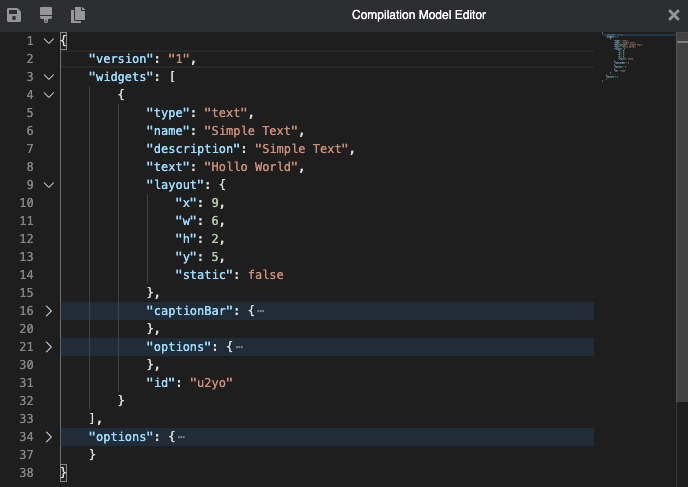 Compilation Model Editor
1 {
2 "version": "1",
3 "widgets": [
4 {
5 "type": "text",
6 "name": "Simple Text",
7 "description": "Simple Text",
8 "text": "Hollo World",
9 "layout": {
10 "x": 9,
11 "w": 6,
12 "h": 2,
13 "y": 5,
14 "static": false
15 },
16 "captionBar": {⋯
20 },
21 "options": {⋯
30 },
31 "id": "u2yo"
32 }
33 ],
34 "options": {⋯
37 }
38 }